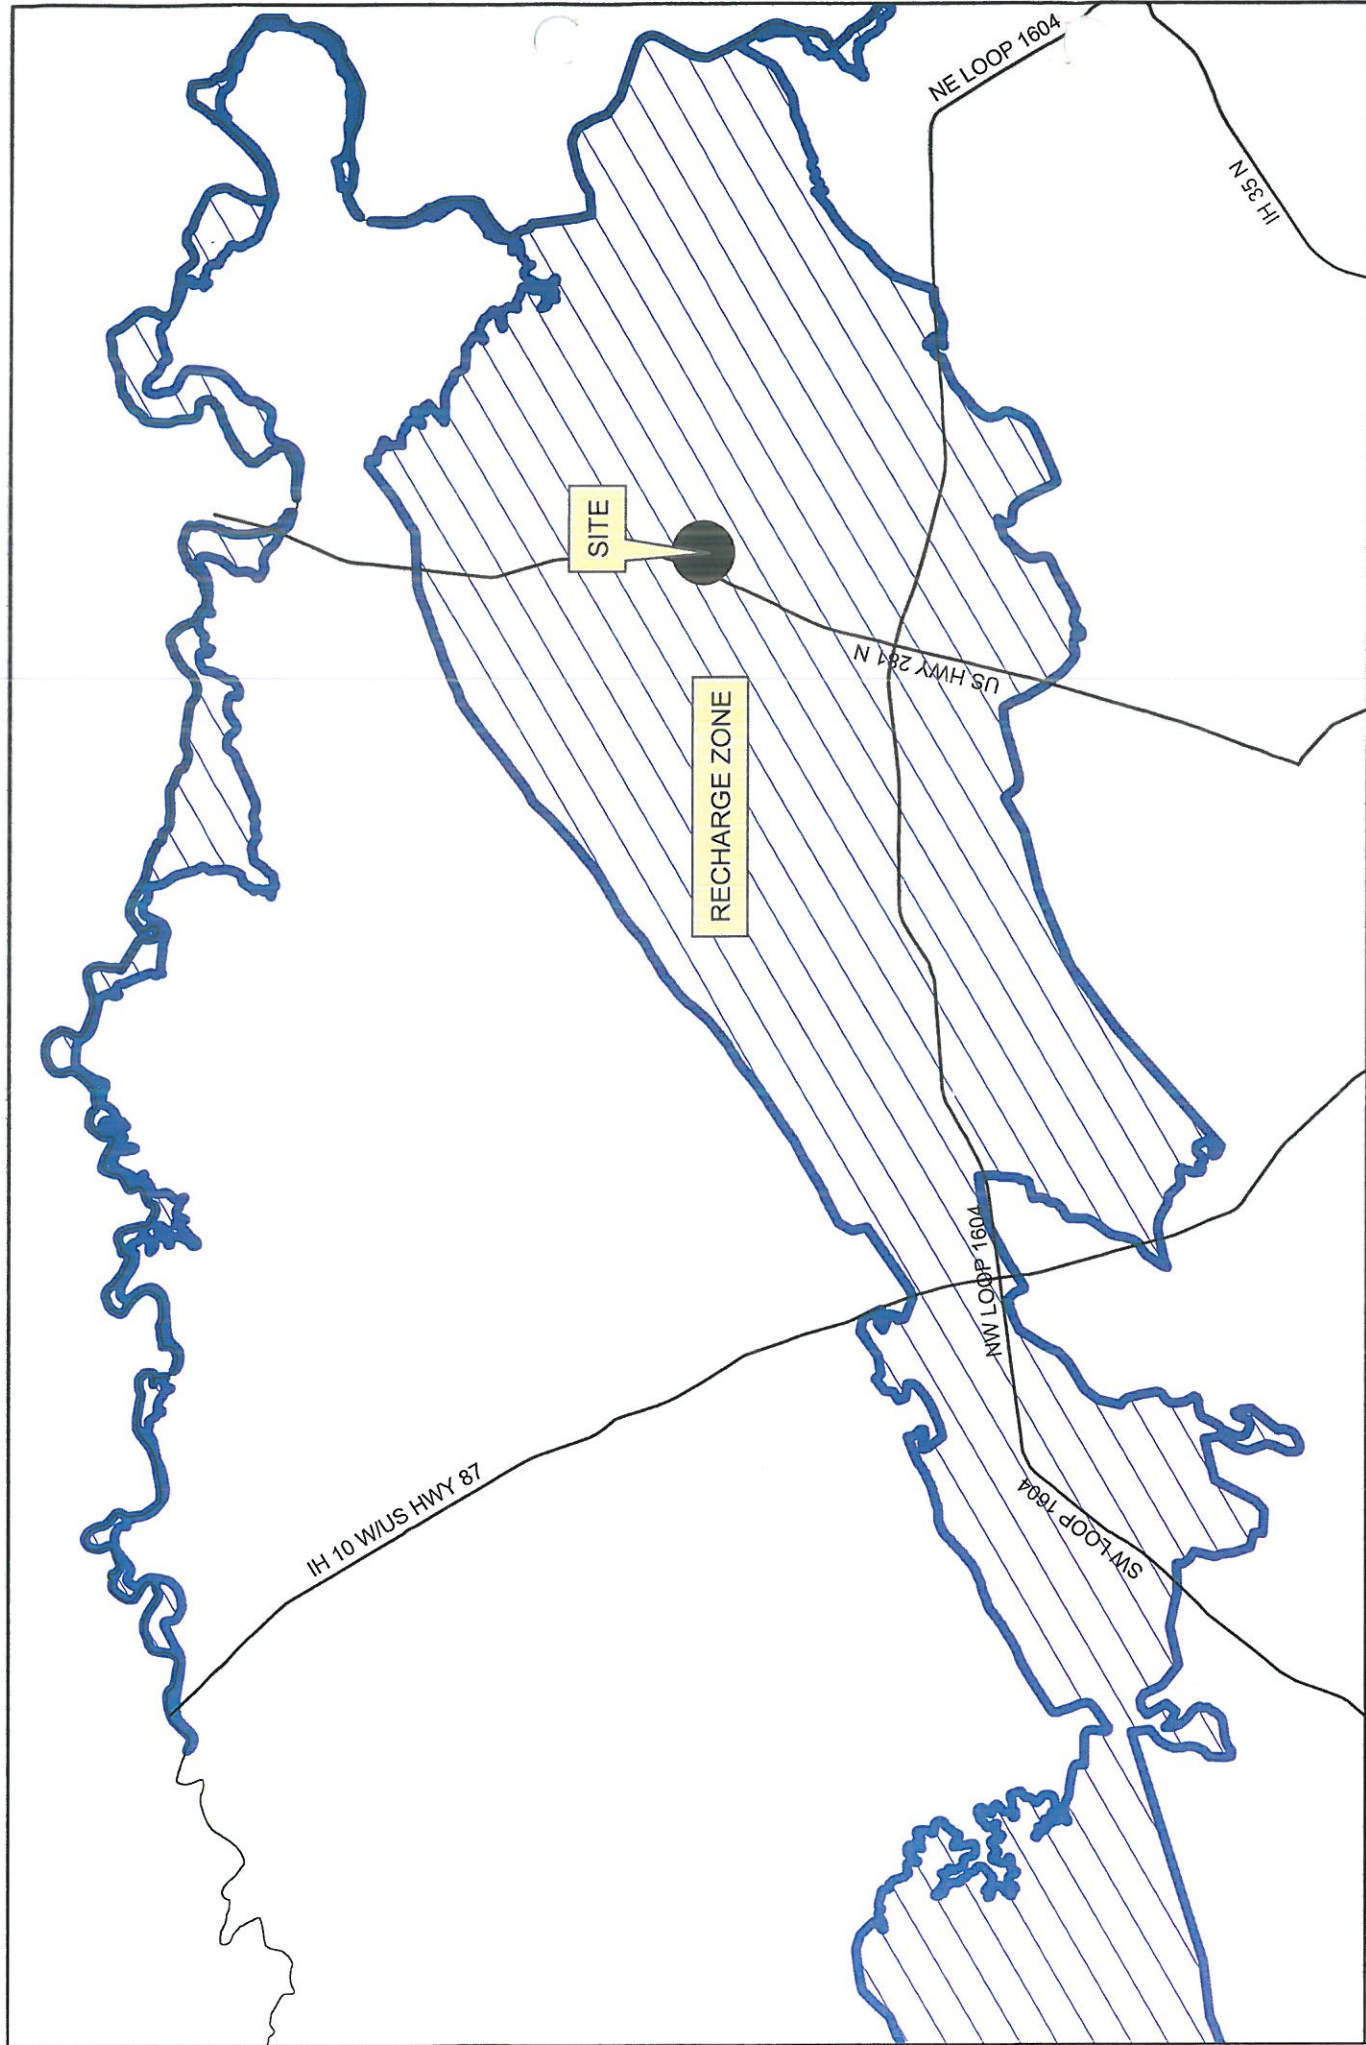 NE LOOP 1604
IH 35 N
SITE
US HWY 281 N
RECHARGE ZONE
NW LOOP 1604
IH 10 W/US HWY 87
SW LOOP 1604